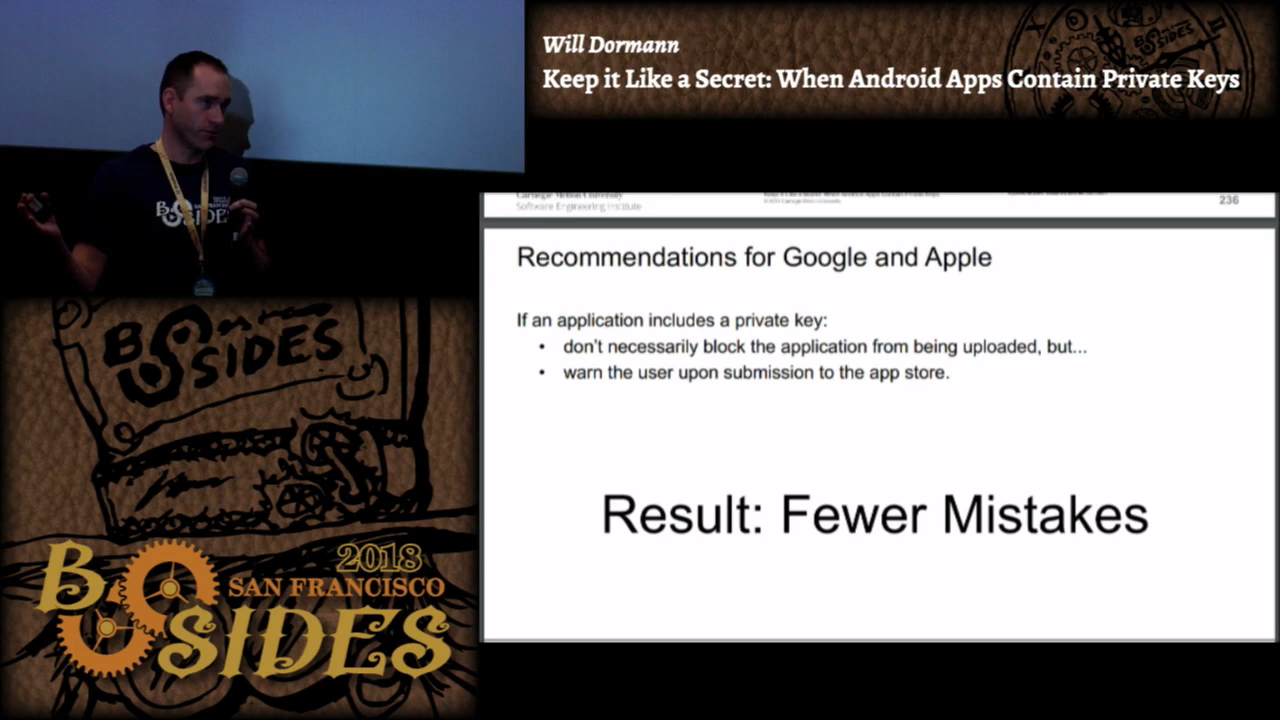 Will Dormann
Keep it Like a Secret: When Android Apps Contain Private Keys
BSIDES
BSIDES
Carnegie Mellon University
Software Engineering Institute
236
Recommendations for Google and Apple
If an application includes a private key:
• don't necessarily block the application from being uploaded, but...
• warn the user upon submission to the app store.
Result: Fewer Mistakes
BSIDES
2018
SAN FRANCISCO
BSIDES